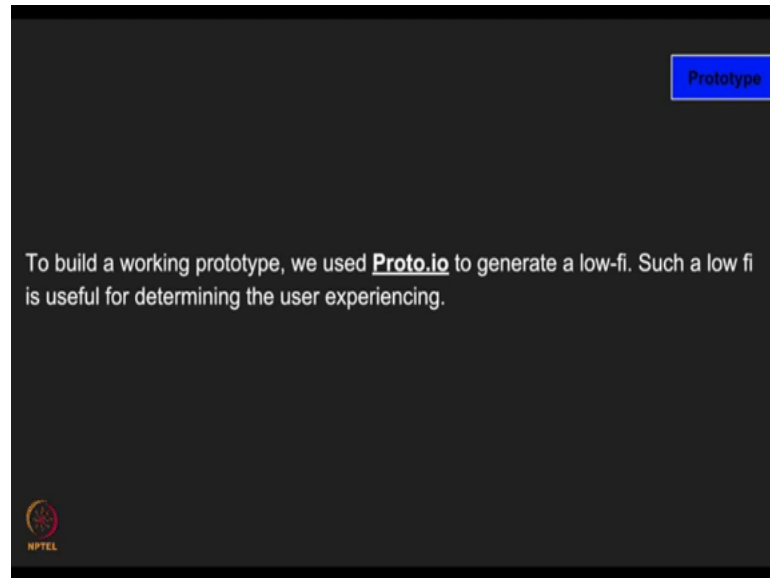 Prototype
To build a working prototype, we used Proto.io to generate a low-fi. Such a low fi
is useful for determining the user experiencing.
NPTEL